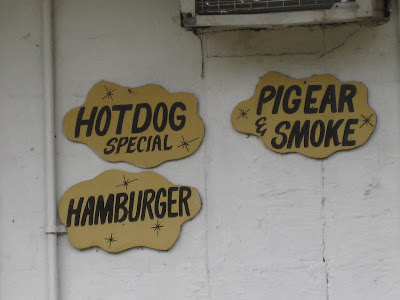 HOTDOG
SPECIAL
HAMBURGER
PIGEAR
& SMOKE